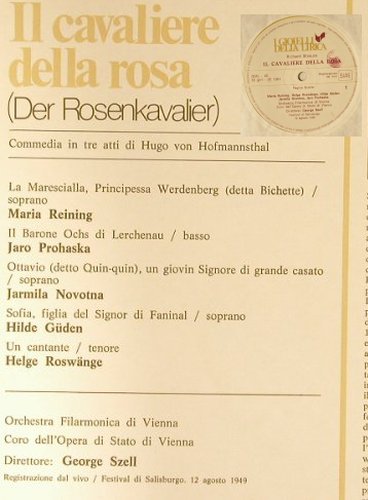 Il cavaliere
della rosa
(Der Rosenkavalier)
I GIOIELLI
DELLA LIRICA
IL CAVALIERE DELLA ROSA
Commedia in tre atti di Hugo von Hofmannsthal
La Marescialla, Principessa Werdenberg (detta Bichette) /
soprano
Maria Reining
Il Barone Ochs di Lerchenau / basso
Jaro Prohaska
Ottavio (detto Quin-quin), un giovin Signore di grande casato
/ soprano
Jarmila Novotna
Sofia, figlia del Signor di Faninal / soprano
Hilde Güden
Un cantante / tenore
Helge Roswänge
Orchestra Filarmonica di Vienna
Coro dell'Opera di Stato di Vienna
Direttore: George Szell
Registrazione dal vivo / Festival di Salisburgo. 12 agosto 1949